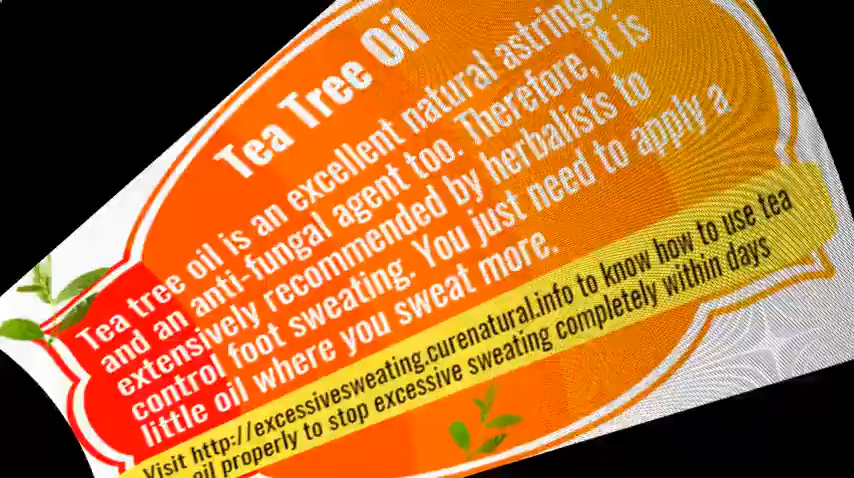 Tea Tree Oil
Tea tree oil is an excellent natural
and an anti-fungal agent too. Therefore, it is
extensively recommended by herbalists to
control foot sweating. You just need to apply a
little oil where you sweat more.
Visit http://excessivesweating.curenatural.info to know how to use tea
oil properly to stop excessive sweating completely within days